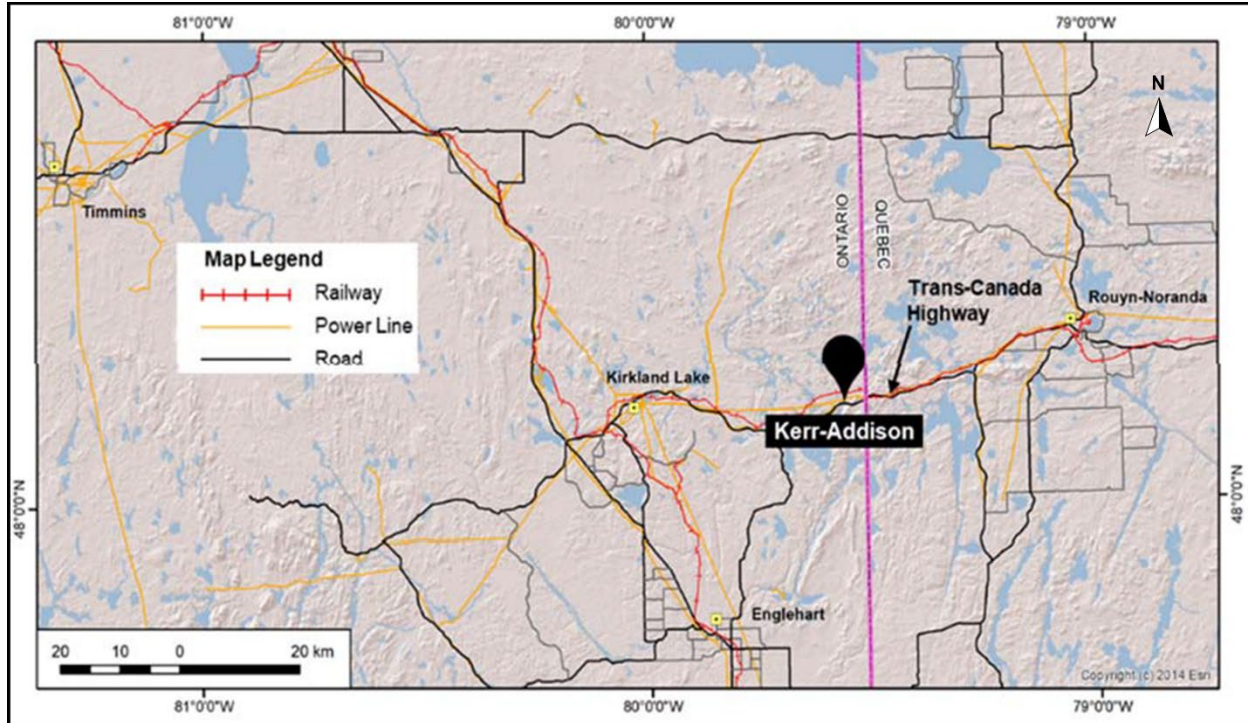 81°0'0"W
80°0'0"W
79°0'0"W
N
Timmins
ONTARIO
QUEBEC
Map Legend
Railway
Power Line
Road
Trans-Canada
Highway
Rouyn-Noranda
Kirkland Lake
Kerr-Addison
48°0'0"N
48°0'0"N
Englehart
20 10 0 20 km
Copyright (c) 2014 Esri
81°0'0"W
80°0'0"W
79°0'0"W